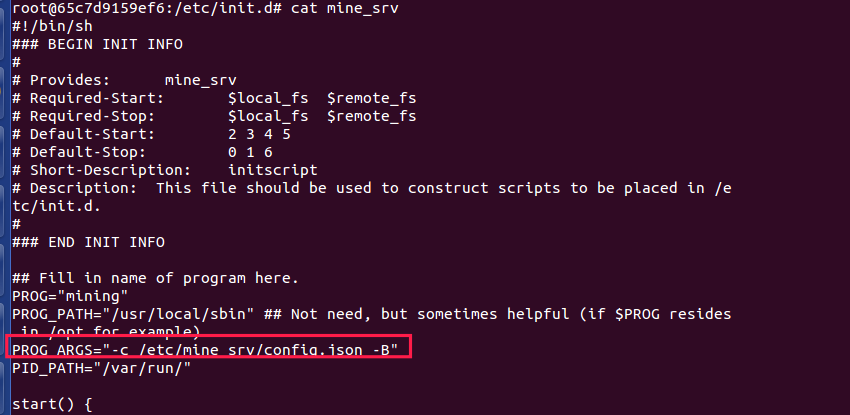 root@65c7d9159ef6:/etc/init.d# cat mine_srv
#!/bin/sh
### BEGIN INIT INFO
#
# Provides:      mine_srv
# Required-Start:       $local_fs  $remote_fs
# Required-Stop:        $local_fs  $remote_fs
# Default-Start:        2 3 4 5
# Default-Stop:         0 1 6
# Short-Description:    initscript
# Description:  This file should be used to construct scripts to be placed in /e
tc/init.d.
#
### END INIT INFO
## Fill in name of program here.
PROG="mining"
PROG_PATH="/usr/local/sbin" ## Not need, but sometimes helpful (if $PROG resides
 in /opt for example)
PROG_ARGS="-c /etc/mine_srv/config.json -B"
PID_PATH="/var/run/"
start() {